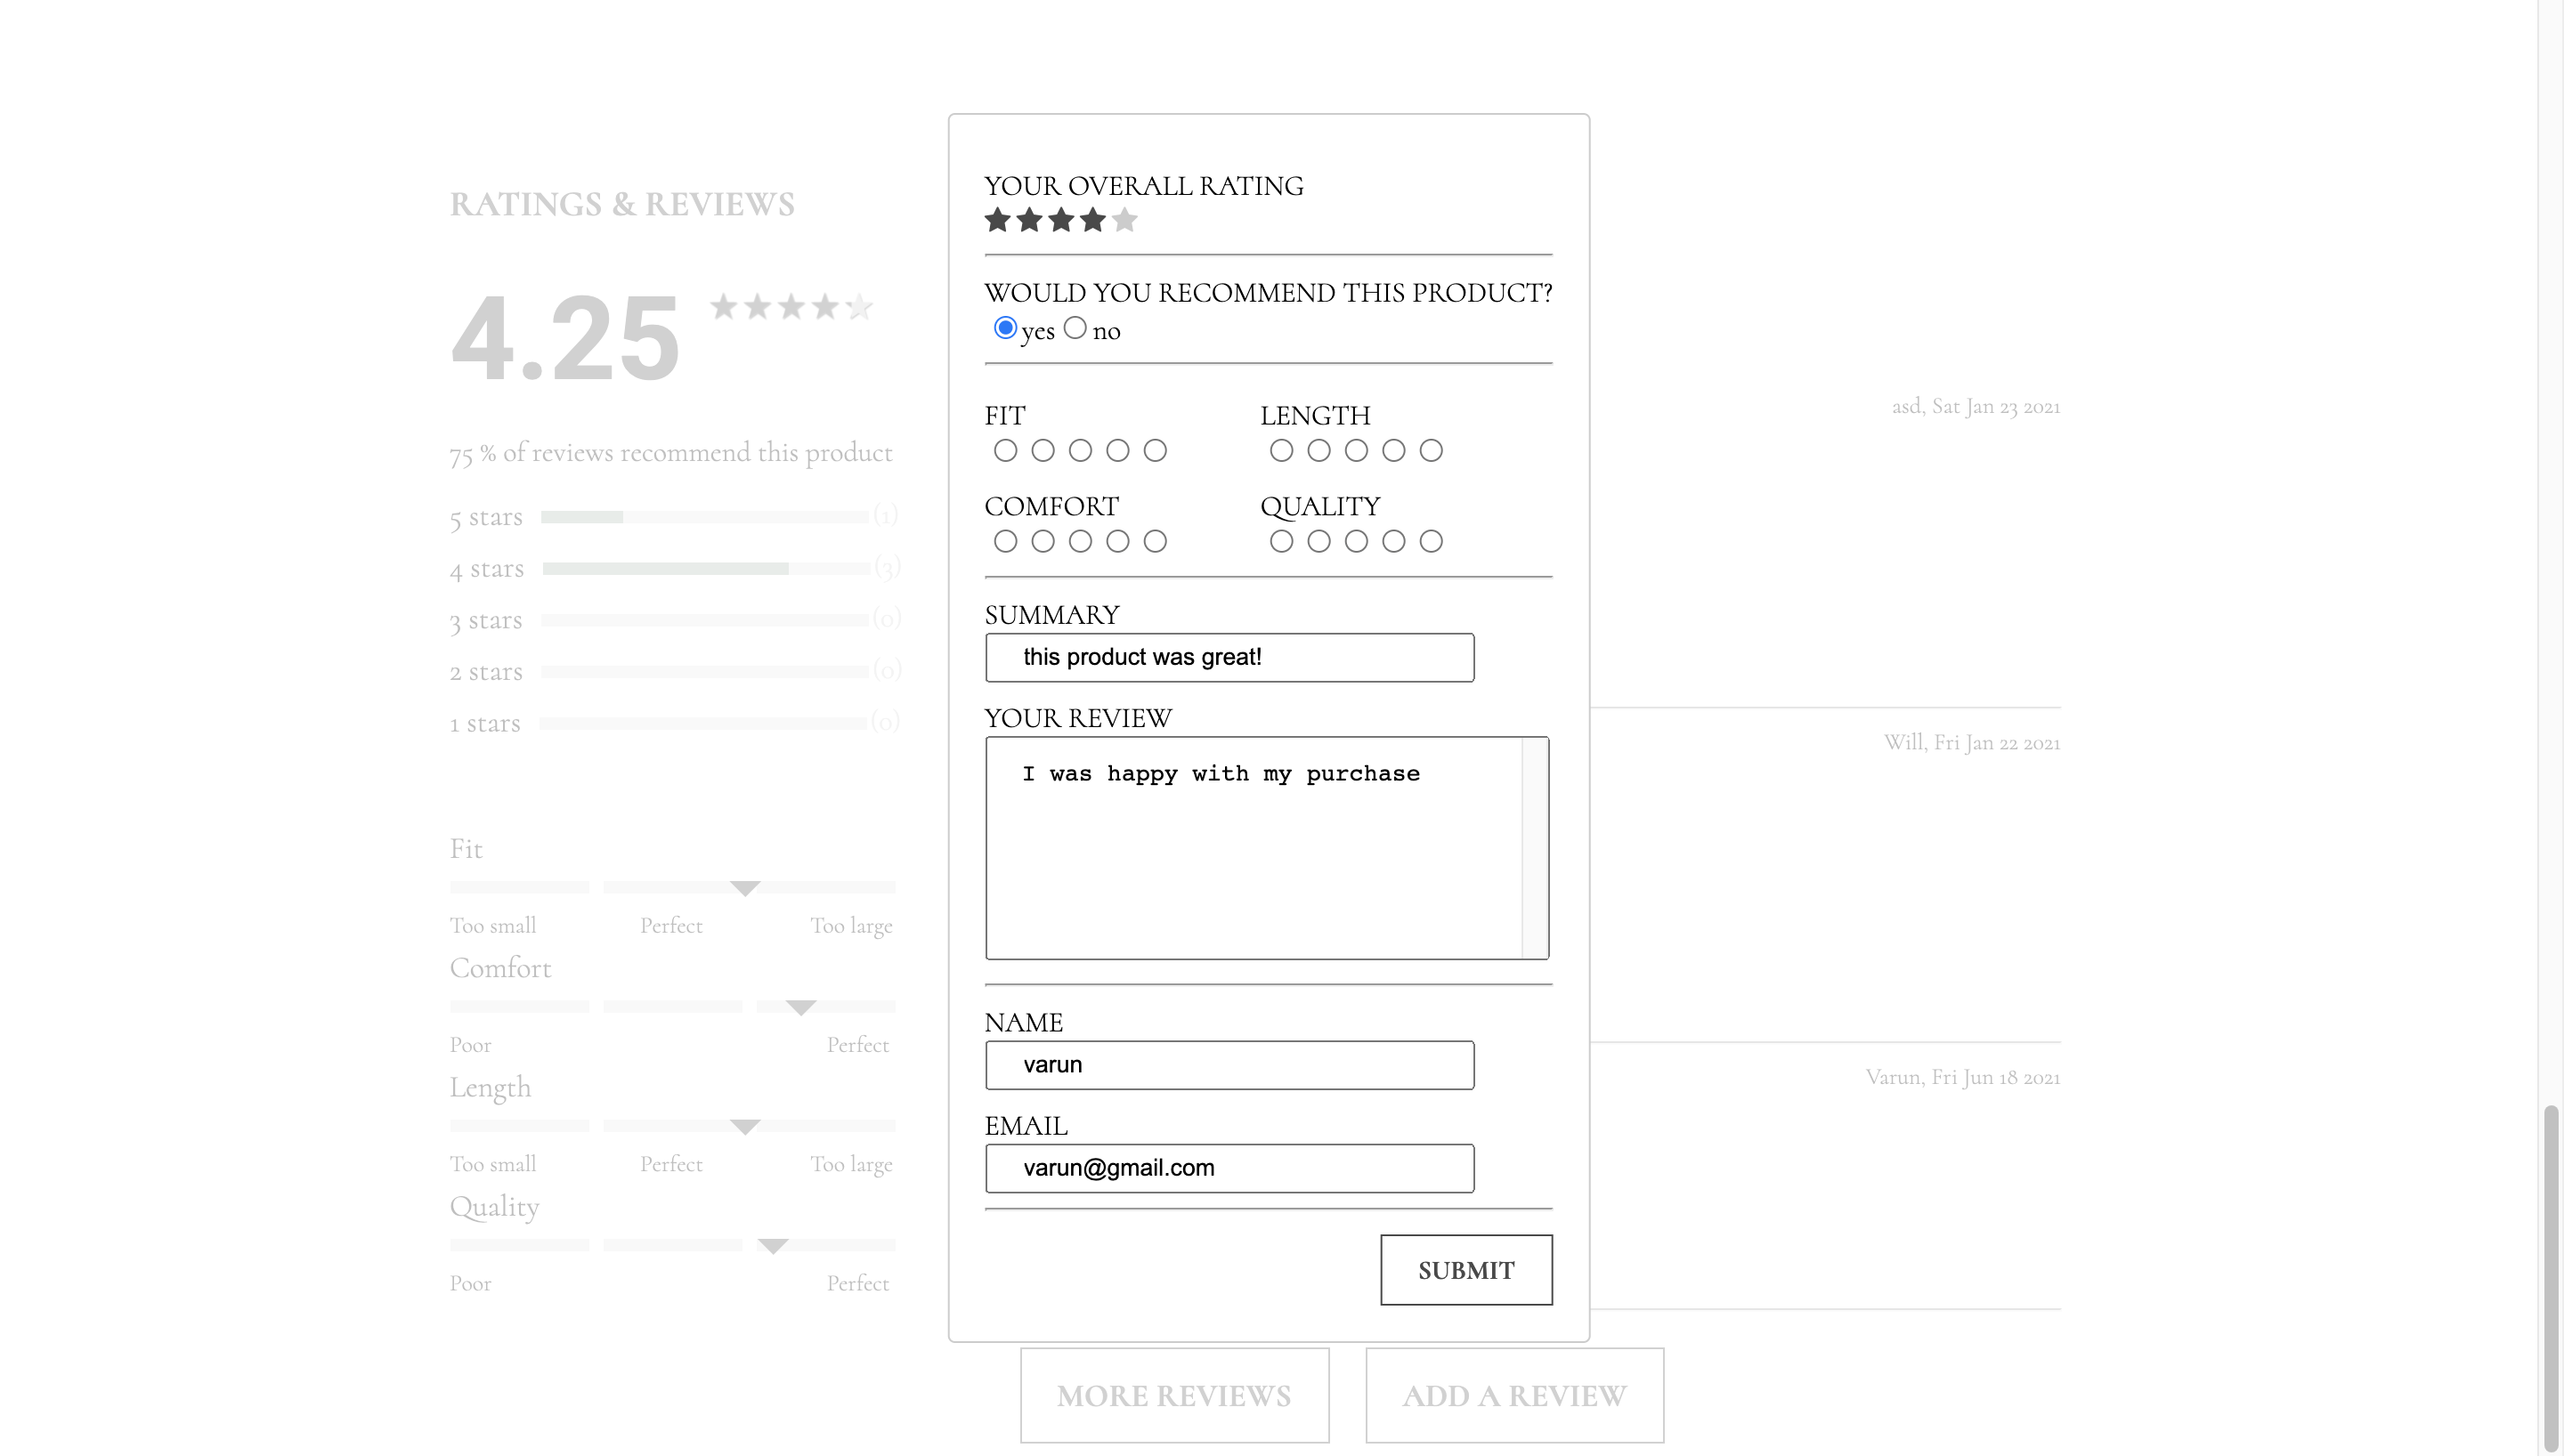 RATINGS & REVIEWS
4.25
75 % of reviews recommend this product
5 stars (1)
4 stars (3)
3 stars (0)
2 stars (0)
1 stars (0)
Fit
Too small Perfect Too large
Comfort
Poor Perfect
Length
Too small Perfect Too large
Quality
Poor Perfect
YOUR OVERALL RATING
WOULD YOU RECOMMEND THIS PRODUCT?
yes no
FIT LENGTH
COMFORT QUALITY
SUMMARY
this product was great!
YOUR REVIEW
I was happy with my purchase
NAME
varun
EMAIL
varun@gmail.com
SUBMIT
asd, Sat Jan 23 2021
Will, Fri Jan 22 2021
Varun, Fri Jun 18 2021
MORE REVIEWS ADD A REVIEW